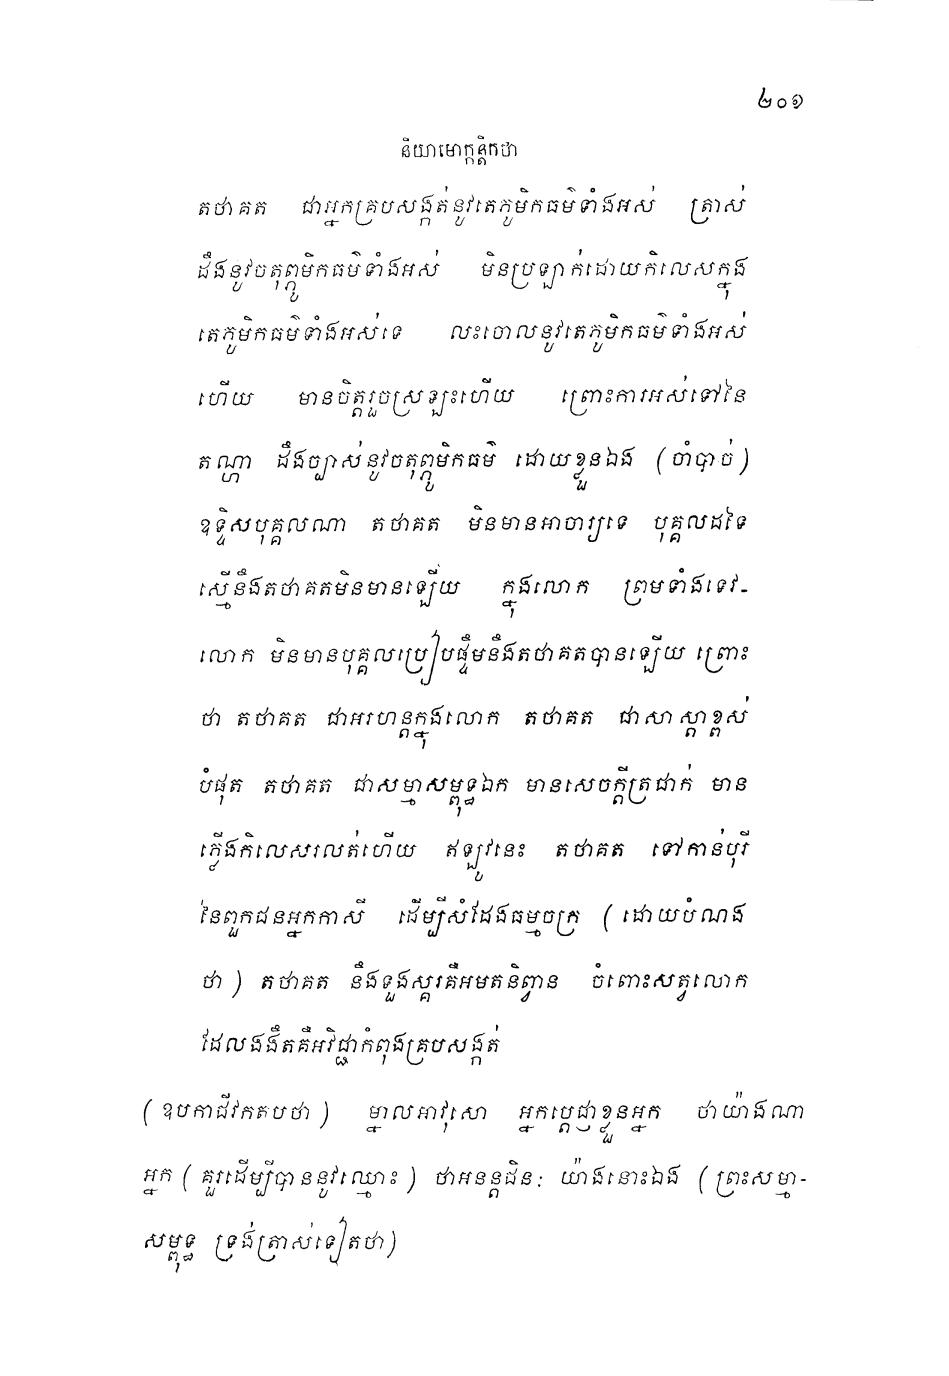 ២០១
និយាមោក្កន្តិកថា
តថាគត ជាអ្នកគ្របសង្កត់នូវតេភូមិកធម៌ទាំងអស់ ត្រាស់
ដឹងនូវចតុព្ភូមិកធម៌ទាំងអស់ មិនប្រឡាក់ដោយកិលេសក្នុង
តេភូមិកធម៌ទាំងអស់ទេ លះចោលនូវតេភូមិកធម៌ទាំងអស់
ហើយ មានចិត្តរួចស្រឡះហើយ ព្រោះការអស់ទៅនៃ
តណ្ហា ដឹងច្បាស់នូវចតុព្ភូមិកធម៌ ដោយខ្លួនឯង (ចាំបាច់)
ឧទ្ទិសបុគ្គលណា តថាគត មិនមានអាចារ្យទេ បុគ្គលដទៃ
ស្មើនឹងតថាគតមិនមានឡើយ ក្នុងលោក ព្រមទាំងទេវ-
លោក មិនមានបុគ្គលប្រៀបផ្ទឹមនឹងតថាគតបានឡើយ ព្រោះ
ថា តថាគត ជាអរហន្តក្នុងលោក តថាគត ជាសាស្តាខ្ពស់
បំផុត តថាគត ជាសម្មាសម្ពុទ្ធឯក មានសេចក្តីត្រជាក់ មាន
ភ្លើងកិលេសរលត់ហើយ ឥឡូវនេះ តថាគត ទៅកាន់បុរី
នៃពួកជនអ្នកកាសី ដើម្បីសំដែងធម្មចក្រ (ដោយបំណង
ថា) តថាគត នឹងទួងស្គរគឺអមតនិព្វាន ចំពោះសត្វលោក
ដែលងងឹតគឺអវិជ្ជាកំពុងគ្របសង្កត់
(ឧបកាជីវកតបថា) ម្នាលអាវុសោ អ្នកប្តេជ្ញាខ្លួនអ្នក ថាយ៉ាងណា
អ្នក (គួរដើម្បីបាននូវឈ្មោះ) ថាអនន្តជិនៈ យ៉ាងនោះឯង (ព្រះសម្មា-
សម្ពុទ្ធ ទ្រង់ត្រាស់ទៀតថា)